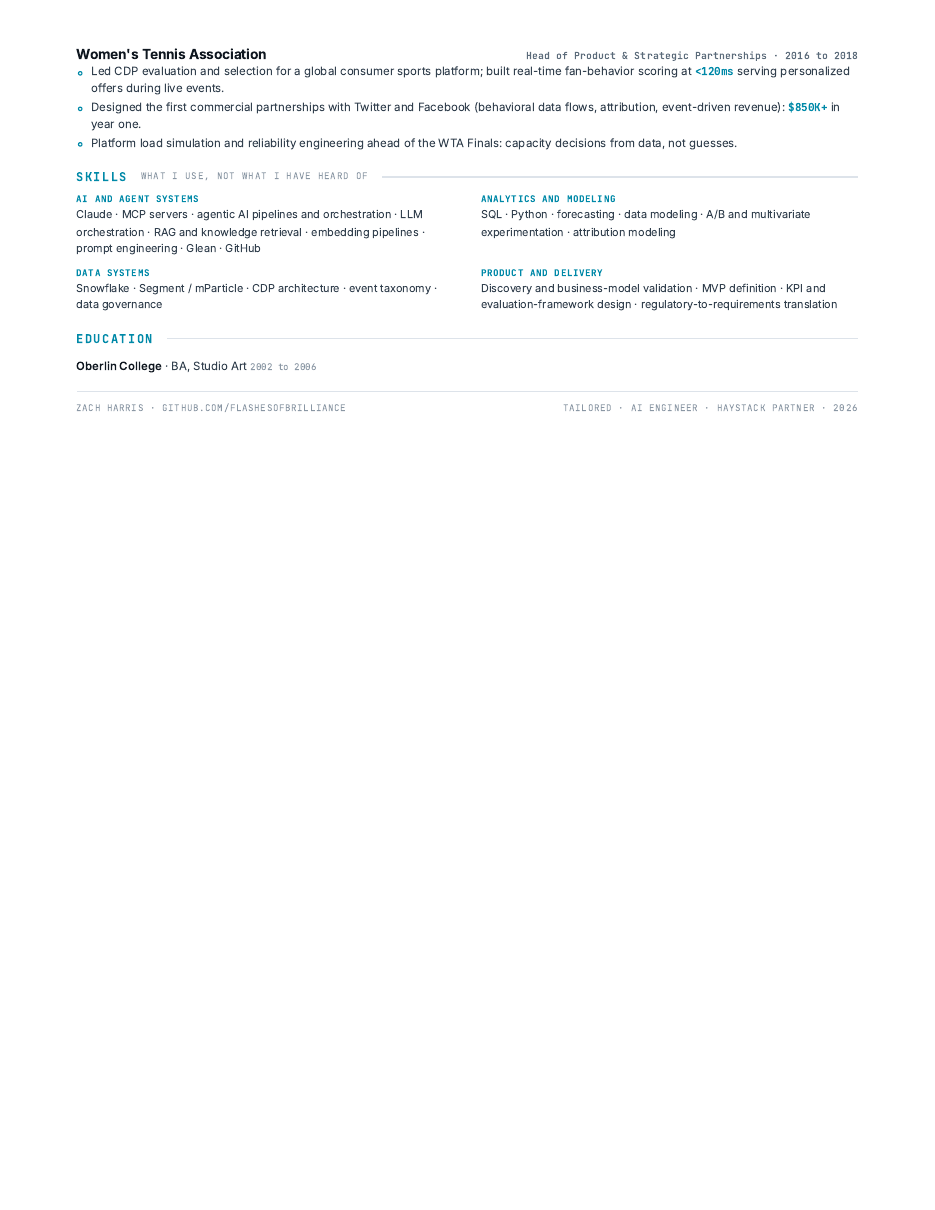 Women's Tennis Association
Head of Product & Strategic Partnerships · 2016 to 2018
Led CDP evaluation and selection for a global consumer sports platform; built real-time fan-behavior scoring at <120ms serving personalized
offers during live events.
Designed the first commercial partnerships with Twitter and Facebook (behavioral data flows, attribution, event-driven revenue): $850K+ in
year one.
Platform load simulation and reliability engineering ahead of the WTA Finals: capacity decisions from data, not guesses.
SKILLS WHAT I USE, NOT WHAT I HAVE HEARD OF
AI AND AGENT SYSTEMS
Claude · MCP servers · agentic AI pipelines and orchestration · LLM
orchestration · RAG and knowledge retrieval · embedding pipelines ·
prompt engineering · Glean · GitHub
ANALYTICS AND MODELING
SQL · Python · forecasting · data modeling · A/B and multivariate
experimentation · attribution modeling
DATA SYSTEMS
Snowflake · Segment / mParticle · CDP architecture · event taxonomy ·
data governance
PRODUCT AND DELIVERY
Discovery and business-model validation · MVP definition · KPI and
evaluation-framework design · regulatory-to-requirements translation
EDUCATION
Oberlin College · BA, Studio Art 2002 to 2006
ZACH HARRIS · GITHUB.COM/FLASHESOFBRILLIANCE
TAILORED · AI ENGINEER · HAYSTACK PARTNER · 2026